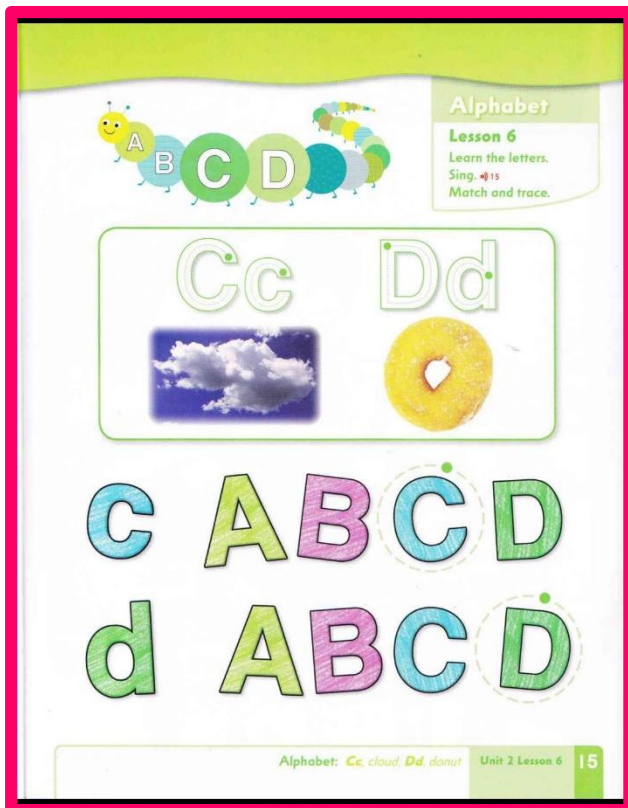 Alphabet
Lesson 6
Learn the letters.
Sing. 15
Match and trace.
A B C D
Cc Dd
c A B C D
d A B C D
Alphabet: Cc, cloud, Dd, donut Unit 2 Lesson 6 15